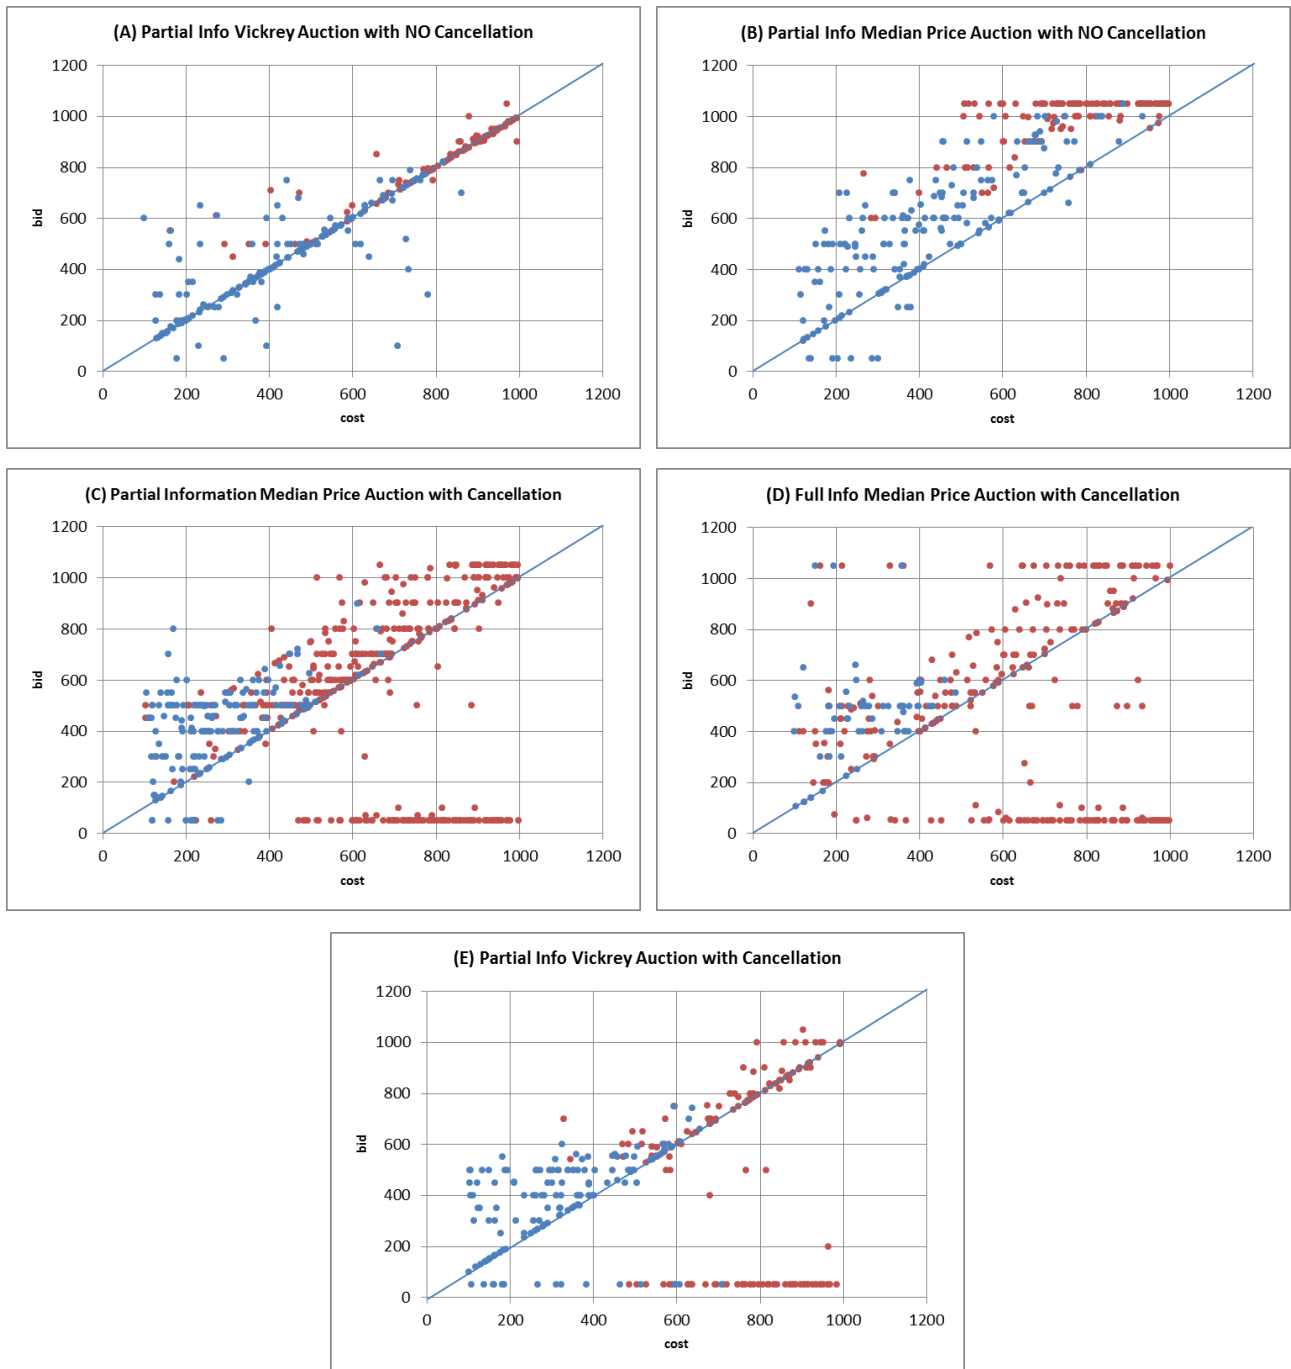 (A) Partial Info Vickrey Auction with NO Cancellation
1200
1000
800
600
400
200
0
bid
0 200 400 600 800 1000 1200
cost
(B) Partial Info Median Price Auction with NO Cancellation
1200
1000
800
600
400
200
0
bid
0 200 400 600 800 1000 1200
cost
(C) Partial Information Median Price Auction with Cancellation
1200
1000
800
600
400
200
0
bid
0 200 400 600 800 1000 1200
cost
(D) Full Info Median Price Auction with Cancellation
1200
1000
800
600
400
200
0
bid
0 200 400 600 800 1000 1200
cost
(E) Partial Info Vickrey Auction with Cancellation
1200
1000
800
600
400
200
0
bid
0 200 400 600 800 1000 1200
cost